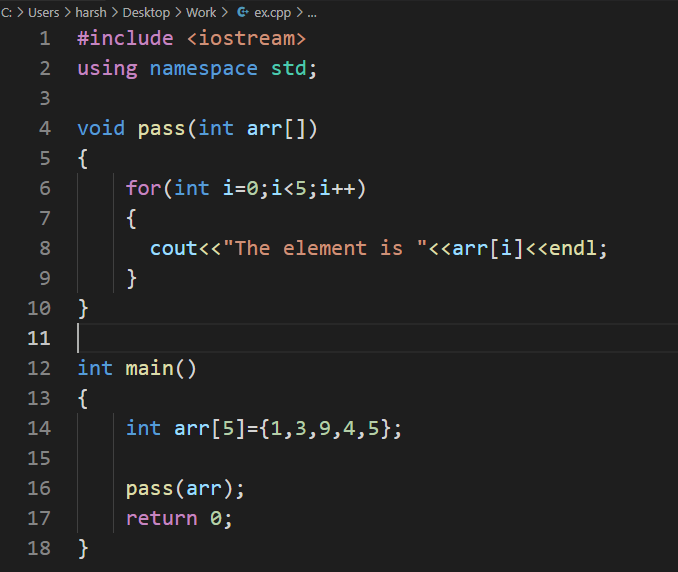 C: > Users > harsh > Desktop > Work > ex.cpp > ...
1 #include <iostream>
2 using namespace std;
3
4 void pass(int arr[])
5 {
6     for(int i=0;i<5;i++)
7     {
8       cout<<"The element is "<<arr[i]<<endl;
9     }
10 }
11
12 int main()
13 {
14     int arr[5]={1,3,9,4,5};
15
16     pass(arr);
17     return 0;
18 }